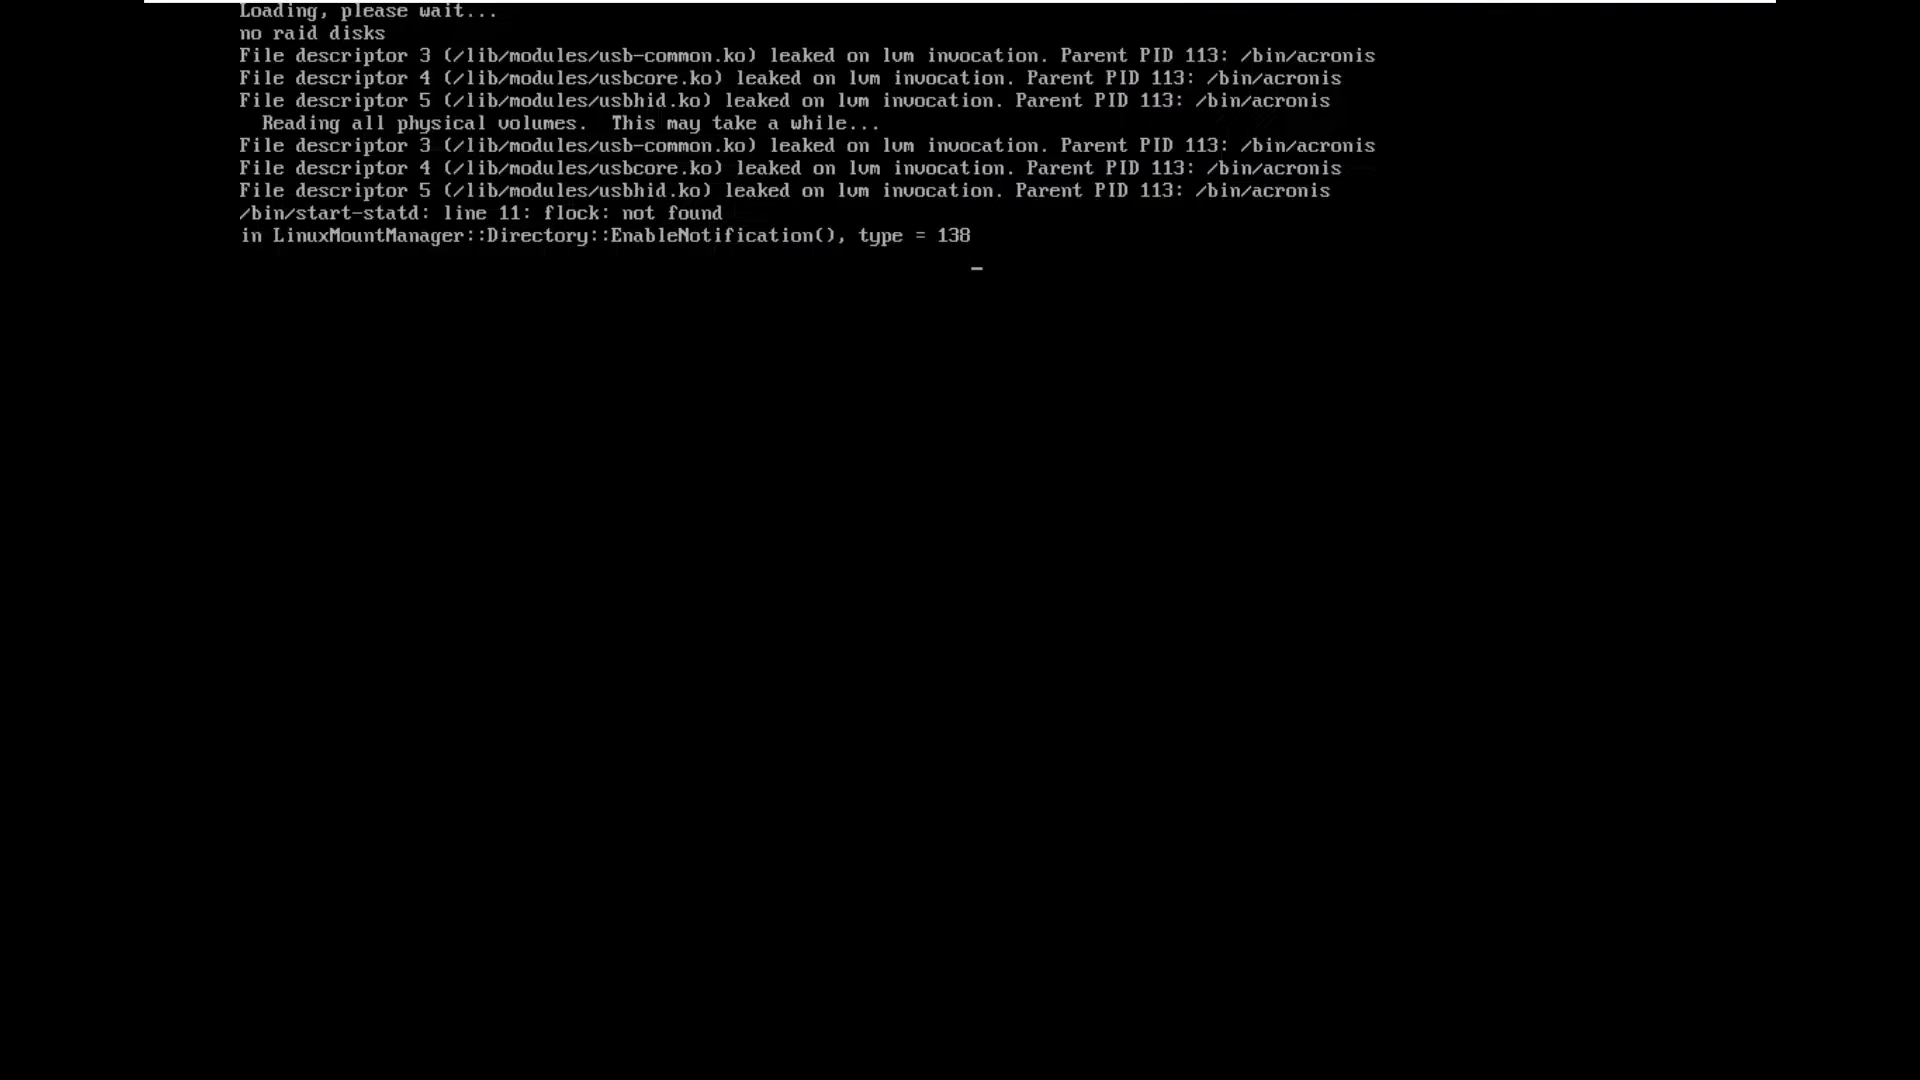 Loading, please wait...
no raid disks
File descriptor 3 (/lib/modules/usb-common.ko) leaked on lvm invocation. Parent PID 113: /bin/acronis
File descriptor 4 (/lib/modules/usbcore.ko) leaked on lvm invocation. Parent PID 113: /bin/acronis
File descriptor 5 (/lib/modules/usbhid.ko) leaked on lvm invocation. Parent PID 113: /bin/acronis
  Reading all physical volumes.  This may take a while...
File descriptor 3 (/lib/modules/usb-common.ko) leaked on lvm invocation. Parent PID 113: /bin/acronis
File descriptor 4 (/lib/modules/usbcore.ko) leaked on lvm invocation. Parent PID 113: /bin/acronis
File descriptor 5 (/lib/modules/usbhid.ko) leaked on lvm invocation. Parent PID 113: /bin/acronis
/bin/start-statd: line 11: flock: not found
in LinuxMountManager::Directory::EnableNotification(), type = 138